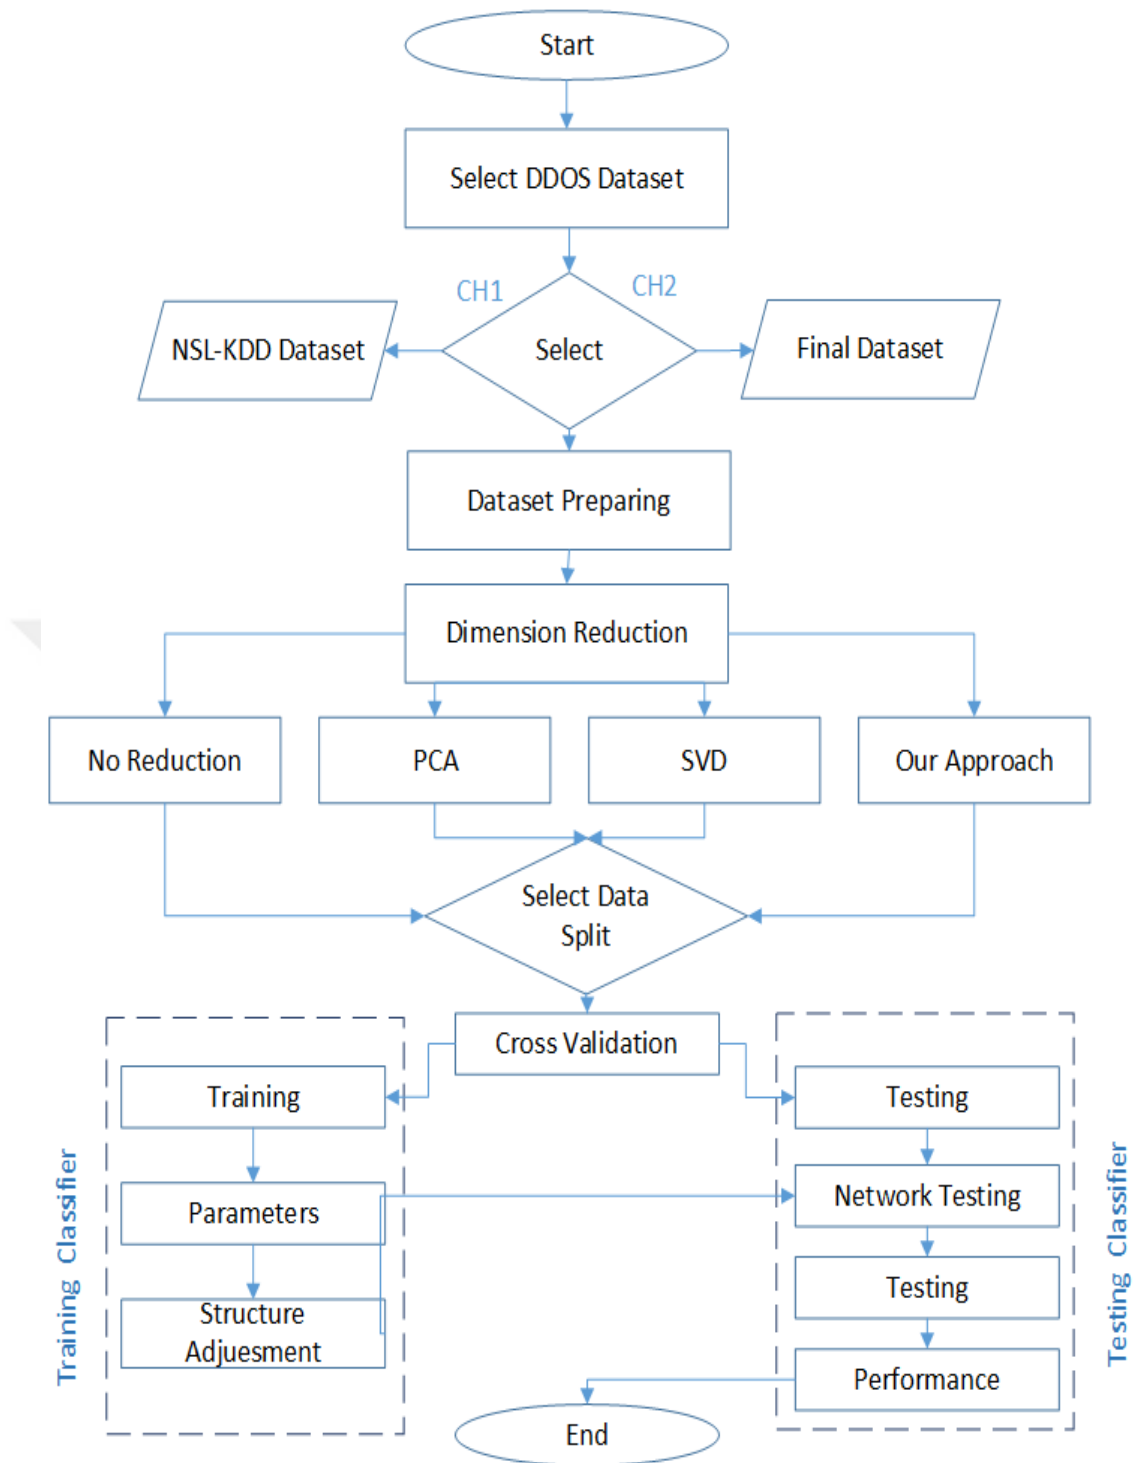 Start
Select DDOS Dataset
CH1
CH2
NSL-KDD Dataset
Select
Final Dataset
Dataset Preparing
Dimension Reduction
No Reduction
PCA
SVD
Our Approach
Select Data
Split
Cross Validation
Training
Parameters
Structure
Adjuesment
Training Classifier
Testing
Network Testing
Testing
Performance
Testing Classifier
End